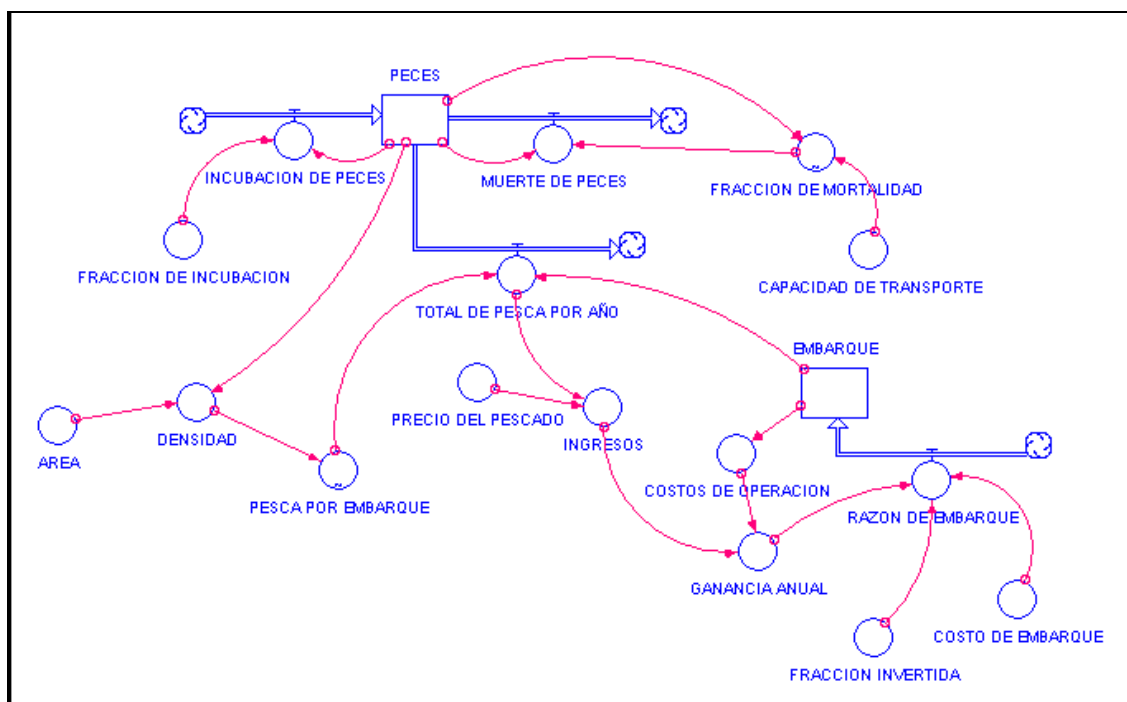 PECES
INCUBACION DE PECES
MUERTE DE PECES
FRACCION DE MORTALIDAD
FRACCION DE INCUBACION
CAPACIDAD DE TRANSPORTE
TOTAL DE PESCA POR AÑO
EMBARQUE
PRECIO DEL PESCADO
DENSIDAD
INGRESOS
AREA
COSTOS DE OPERACION
PESCA POR EMBARQUE
RAZON DE EMBARQUE
GANANCIA ANUAL
COSTO DE EMBARQUE
FRACCION INVERTIDA